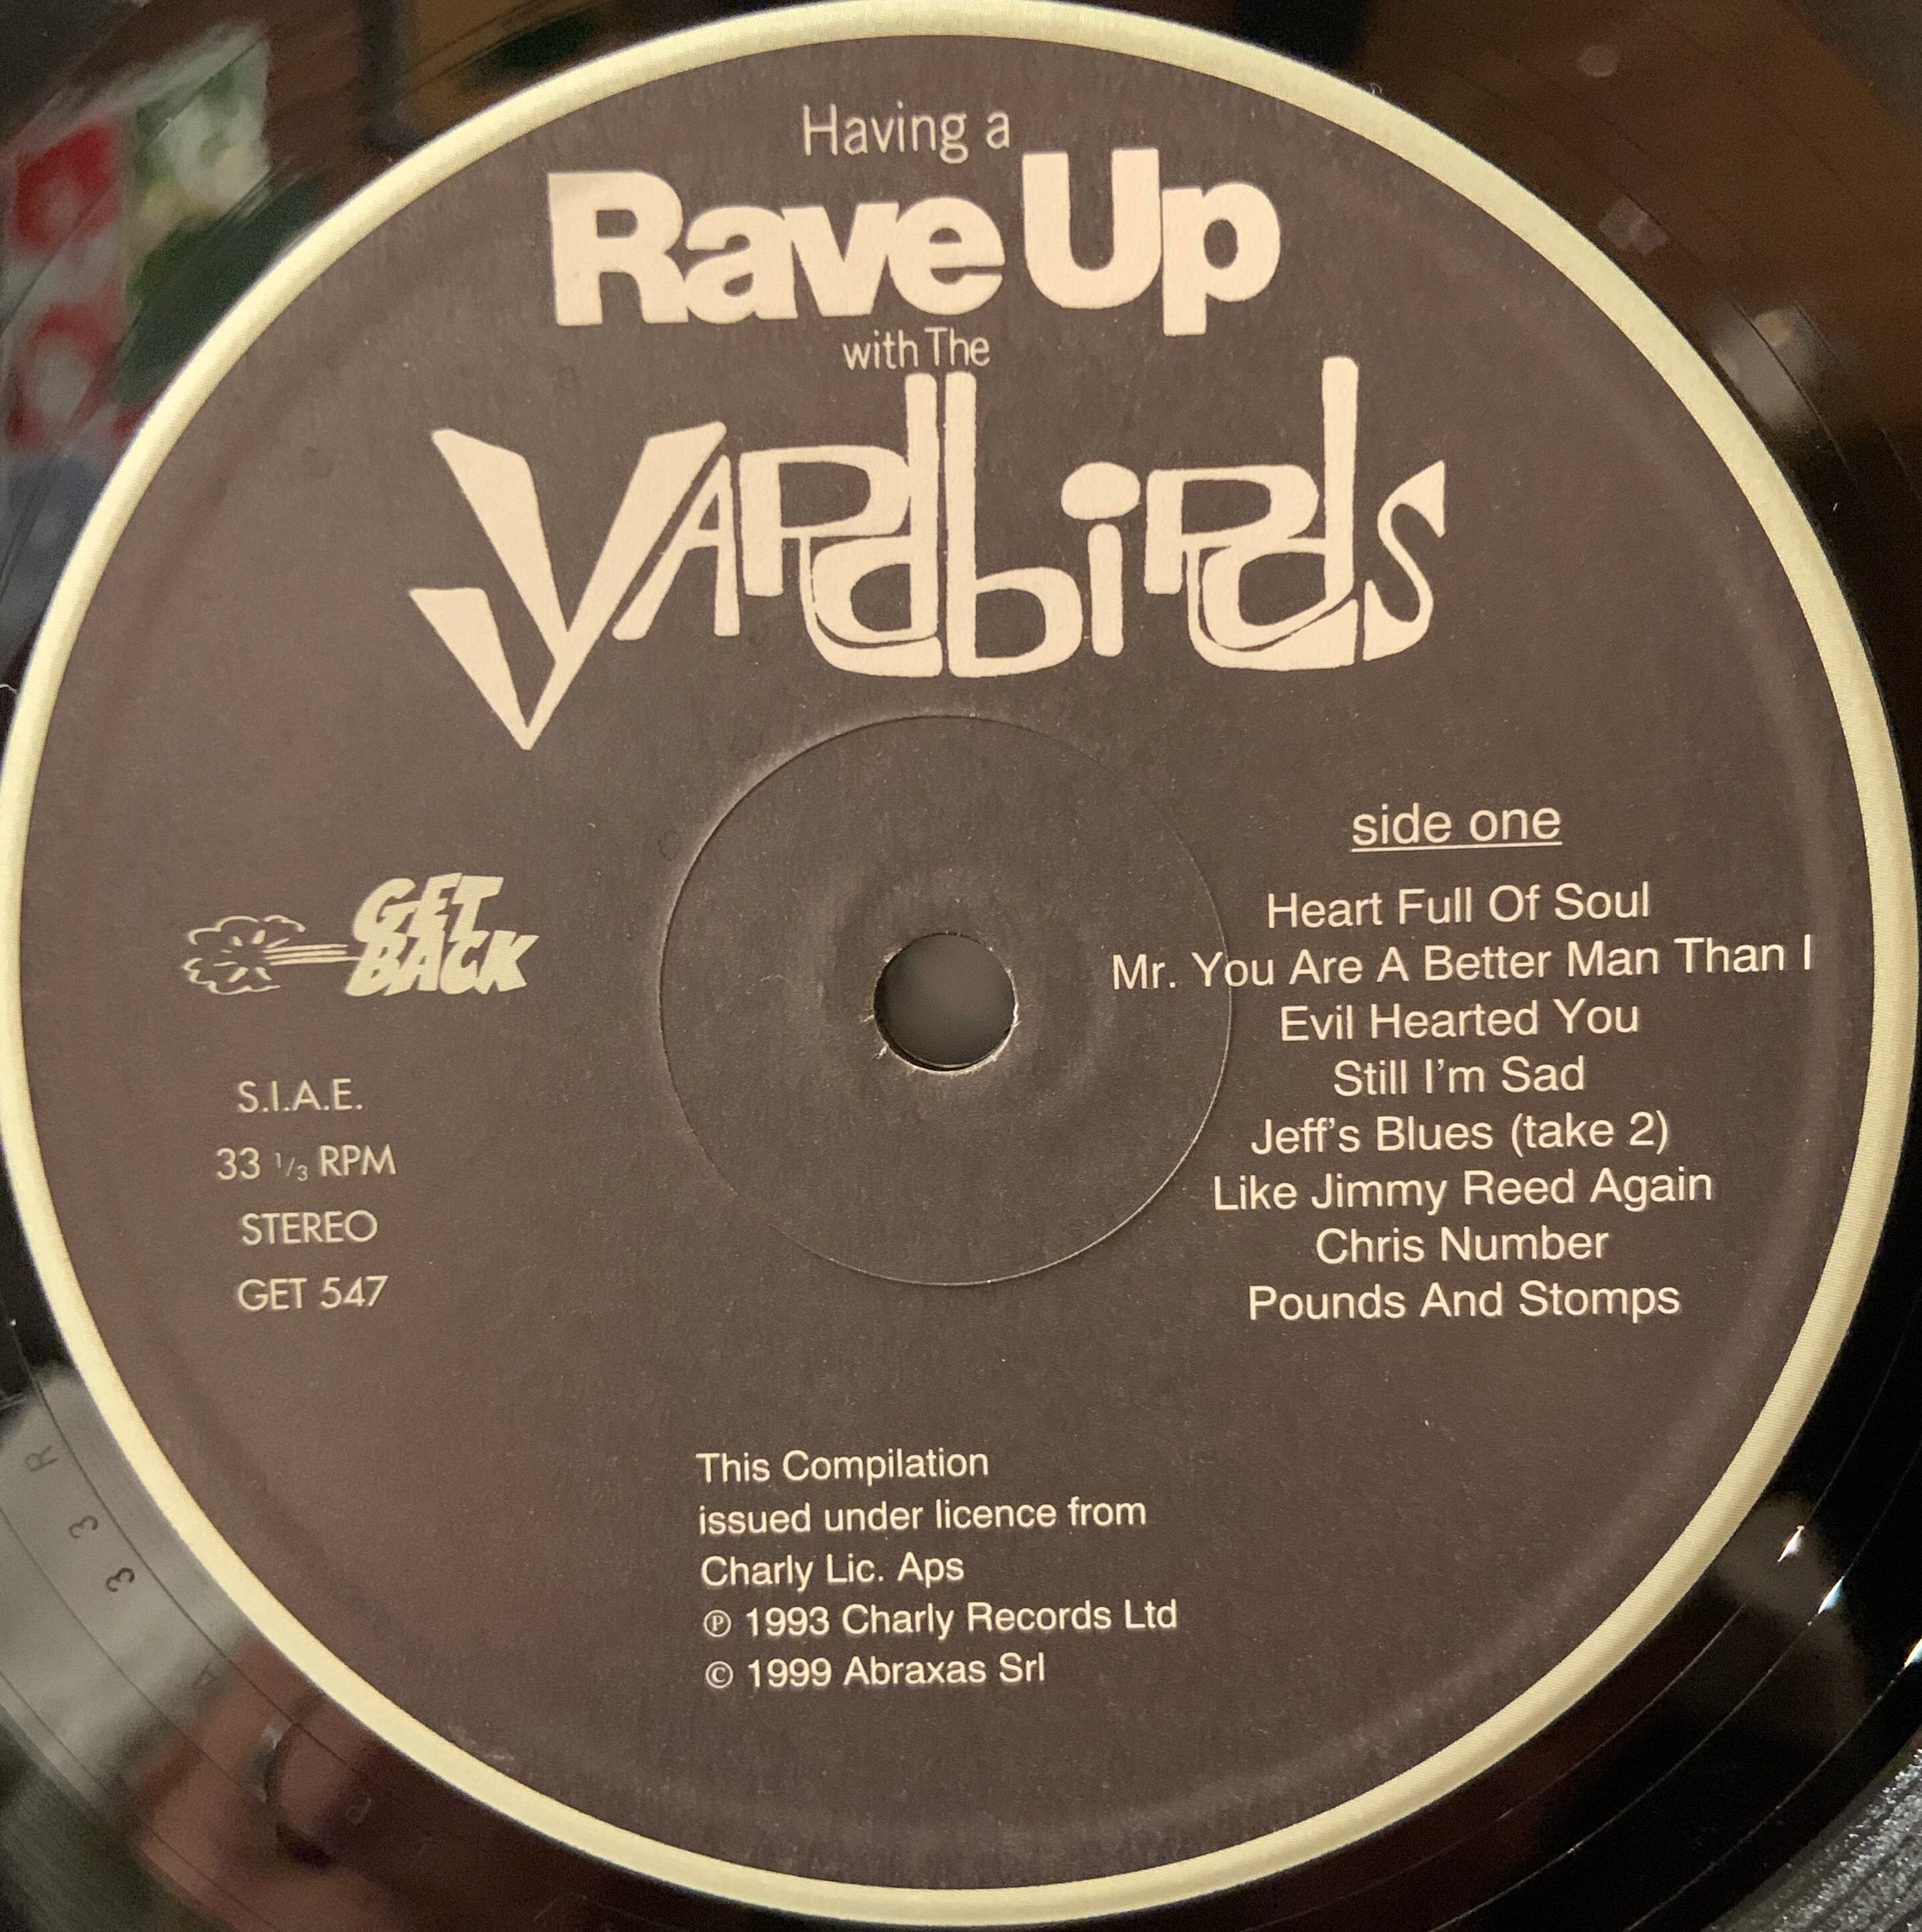 Having a
Rave Up
with The
Yardbirds
GET
BACK
S.I.A.E.
33 1/3 RPM
STEREO
GET 547
side one
Heart Full Of Soul
Mr. You Are A Better Man Than I
Evil Hearted You
Still I'm Sad
Jeff's Blues (take 2)
Like Jimmy Reed Again
Chris Number
Pounds And Stomps
This Compilation
issued under licence from
Charly Lic. Aps
℗ 1993 Charly Records Ltd
© 1999 Abraxas Srl
33R